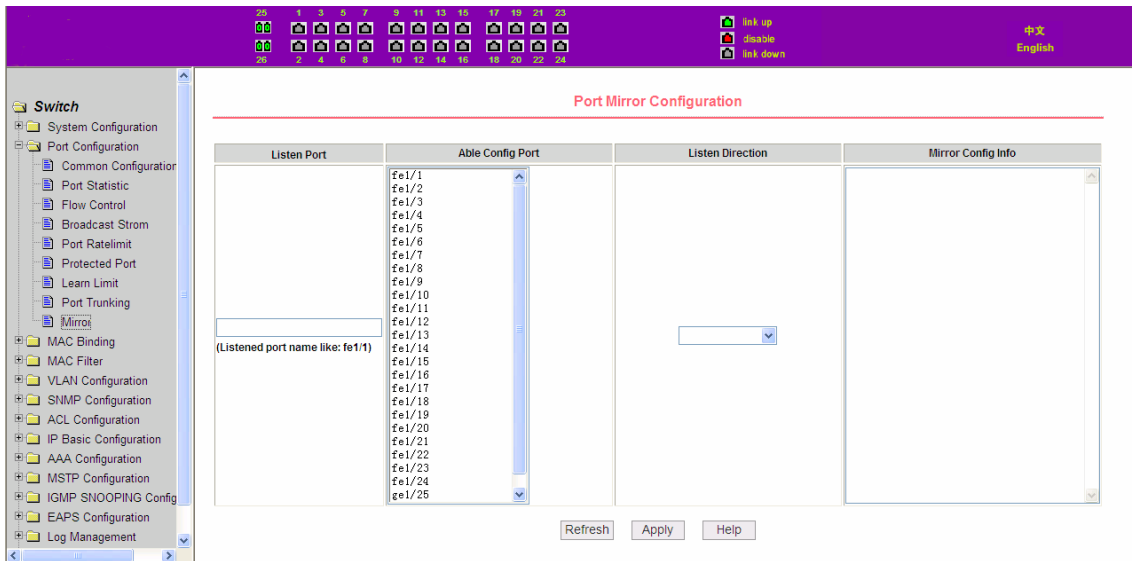 25 1 3 5 7 9 11 13 15 17 19 21 23
26 2 4 6 8 10 12 14 16 18 20 22 24
link up
disable
link down
中文
English
Switch
System Configuration
Port Configuration
Common Configuration
Port Statistic
Flow Control
Broadcast Strom
Port Ratelimit
Protected Port
Learn Limit
Port Trunking
Mirror
MAC Binding
MAC Filter
VLAN Configuration
SNMP Configuration
ACL Configuration
IP Basic Configuration
AAA Configuration
MSTP Configuration
IGMP SNOOPING Config
EAPS Configuration
Log Management
Port Mirror Configuration
Listen Port
Able Config Port
Listen Direction
Mirror Config Info
(Listened port name like: fe1/1)
fe1/1
fe1/2
fe1/3
fe1/4
fe1/5
fe1/6
fe1/7
fe1/8
fe1/9
fe1/10
fe1/11
fe1/12
fe1/13
fe1/14
fe1/15
fe1/16
fe1/17
fe1/18
fe1/19
fe1/20
fe1/21
fe1/22
fe1/23
fe1/24
ge1/25
Refresh
Apply
Help